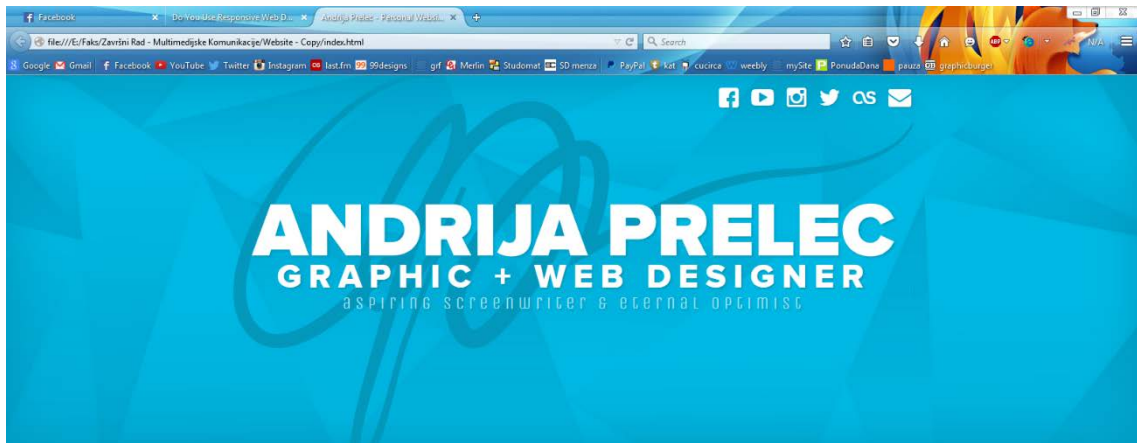 Facebook
Do You Use Responsive Web D...
Andrija Prelec - Personal Websi...
file:///E:/Faks/Završni Rad - Multimedijske Komunikacije/Website - Copy/index.html
Search
N/A
Google Gmail Facebook YouTube Twitter Instagram last.fm 99designs grf Merlin Studomat SD menza PayPal kat cucirca weebly mySite PonudaDana pauza graphicburger
ANDRIJA PRELEC
GRAPHIC + WEB DESIGNER
aspiring screenwriter & eternal optimist